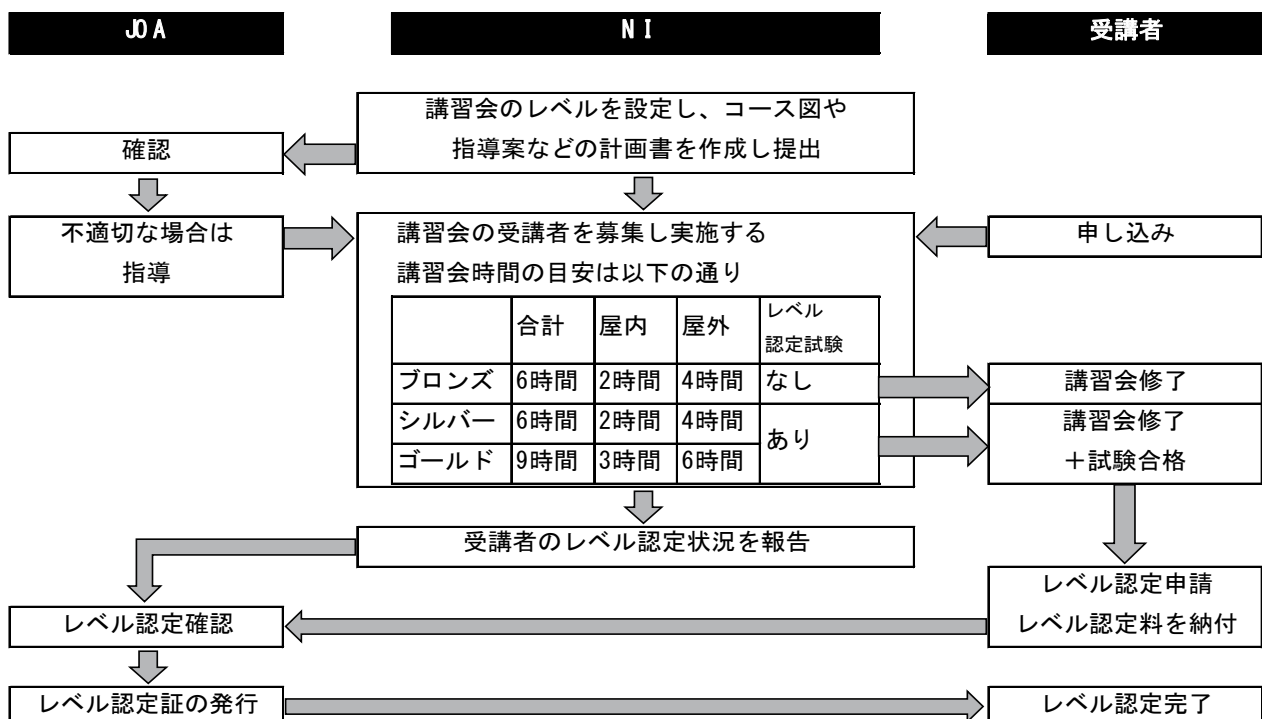 JOA
NI
受講者
講習会のレベルを設定し、コース図や
指導案などの計画書を作成し提出
確認
不適切な場合は
指導
講習会の受講者を募集し実施する
講習会時間の目安は以下の通り
申し込み
合計 屋内 屋外 レベル
認定試験
ブロンズ 6時間 2時間 4時間 なし
シルバー 6時間 2時間 4時間
あり
ゴールド 9時間 3時間 6時間
講習会修了
講習会修了
+試験合格
受講者のレベル認定状況を報告
レベル認定申請
レベル認定料を納付
レベル認定確認
レベル認定証の発行
レベル認定完了